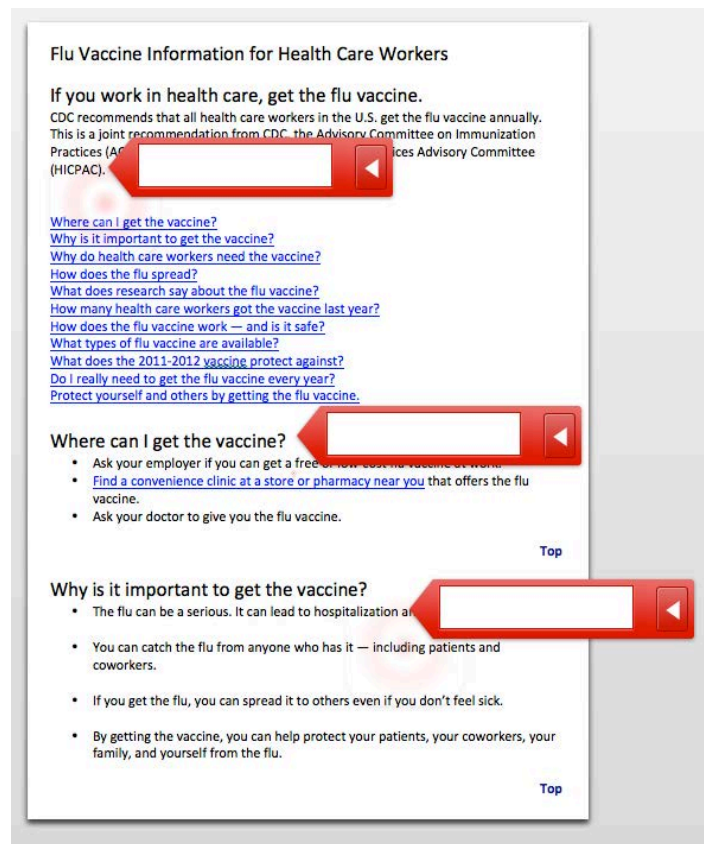 Flu Vaccine Information for Health Care Workers
If you work in health care, get the flu vaccine.
CDC recommends that all health care workers in the U.S. get the flu vaccine annually.
This is a joint recommendation from CDC, the Advisory Committee on Immunization
Practices (AC ices Advisory Committee
(HICPAC).
Where can I get the vaccine?
Why is it important to get the vaccine?
Why do health care workers need the vaccine?
How does the flu spread?
What does research say about the flu vaccine?
How many health care workers got the vaccine last year?
How does the flu vaccine work — and is it safe?
What types of flu vaccine are available?
What does the 2011-2012 vaccine protect against?
Do I really need to get the flu vaccine every year?
Protect yourself and others by getting the flu vaccine.
Where can I get the vaccine?
• Ask your employer if you can get a free or low-cost flu vaccine at work.
• Find a convenience clinic at a store or pharmacy near you that offers the flu
vaccine.
• Ask your doctor to give you the flu vaccine.
Top
Why is it important to get the vaccine?
• The flu can be a serious. It can lead to hospitalization
• You can catch the flu from anyone who has it — including patients and
coworkers.
• If you get the flu, you can spread it to others even if you don't feel sick.
• By getting the vaccine, you can help protect your patients, your coworkers, your
family, and yourself from the flu.
Top